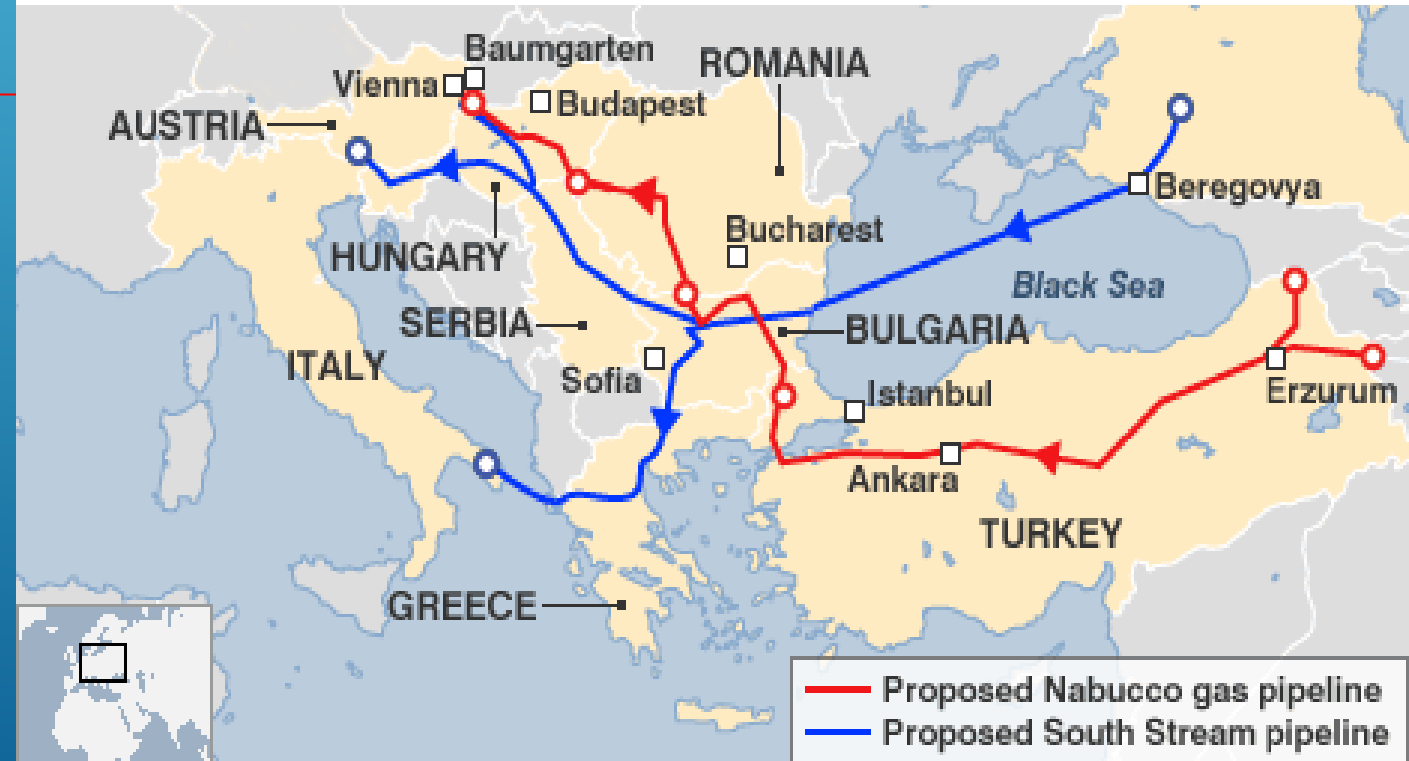 Baumgarten
ROMANIA
Vienna
Budapest
AUSTRIA
Beregovya
Bucharest
HUNGARY
Black Sea
SERBIA
BULGARIA
ITALY
Sofia
Istanbul
Erzurum
Ankara
TURKEY
GREECE
Proposed Nabucco gas pipeline
Proposed South Stream pipeline